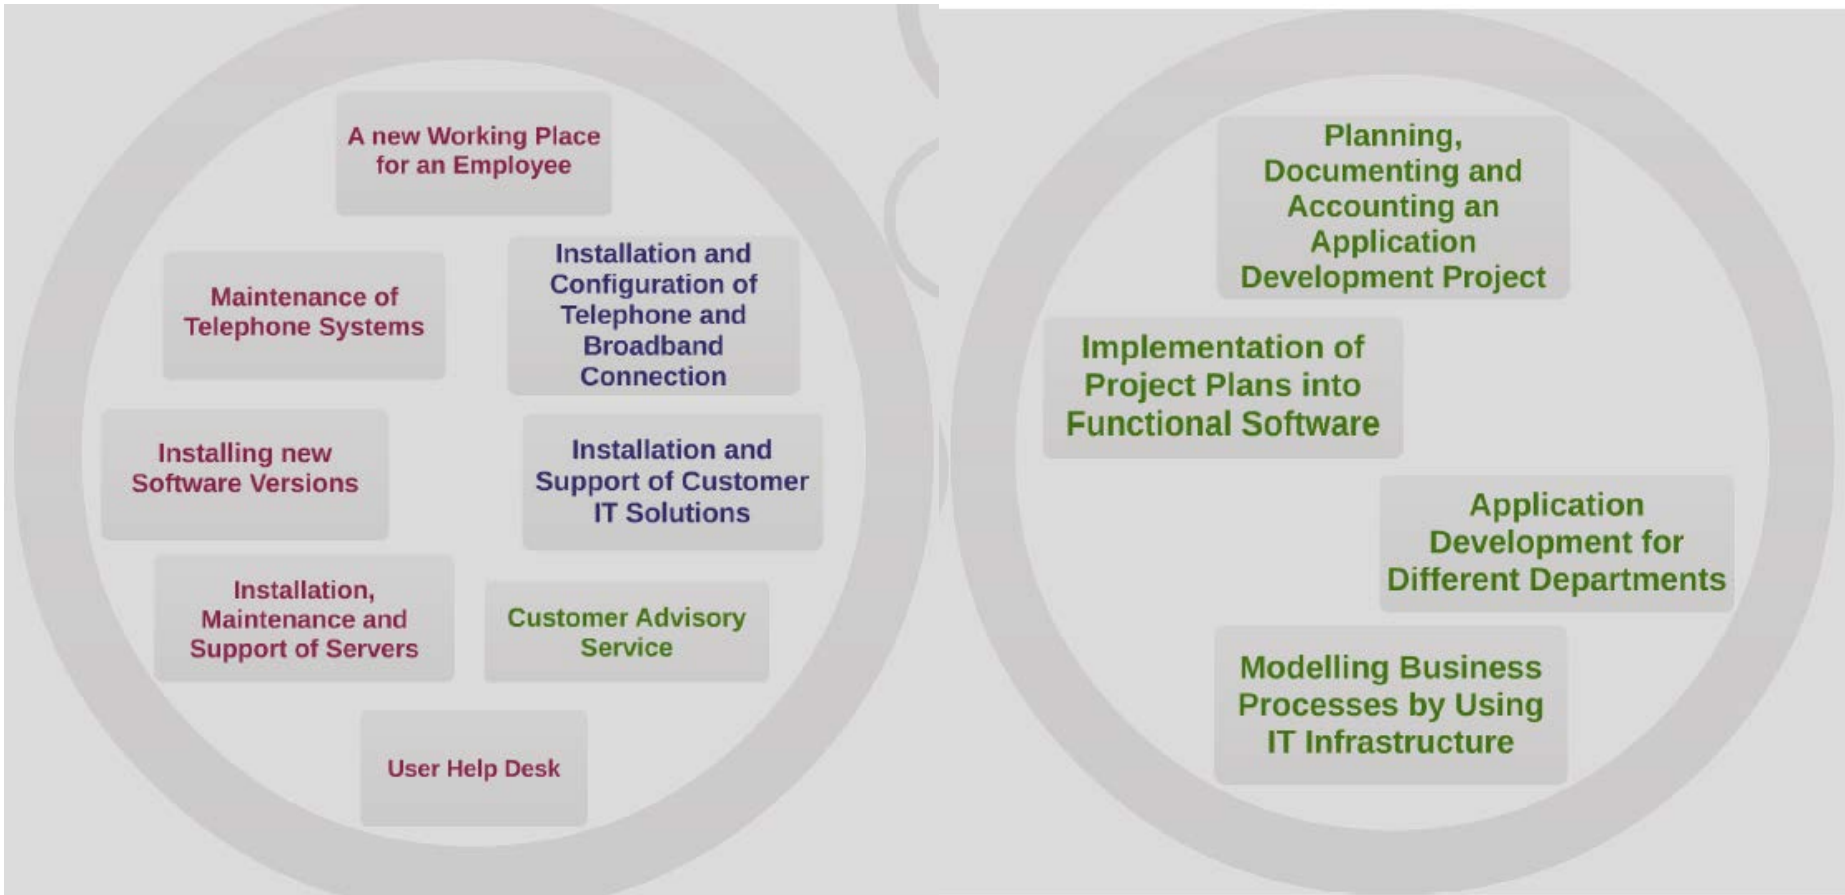 A new Working Place
for an Employee
Maintenance of
Telephone Systems
Installation and
Configuration of
Telephone and
Broadband
Connection
Installing new
Software Versions
Installation and
Support of Customer
IT Solutions
Installation,
Maintenance and
Support of Servers
Customer Advisory
Service
User Help Desk
Planning,
Documenting and
Accounting an
Application
Development Project
Implementation of
Project Plans into
Functional Software
Application
Development for
Different Departments
Modelling Business
Processes by Using
IT Infrastructure